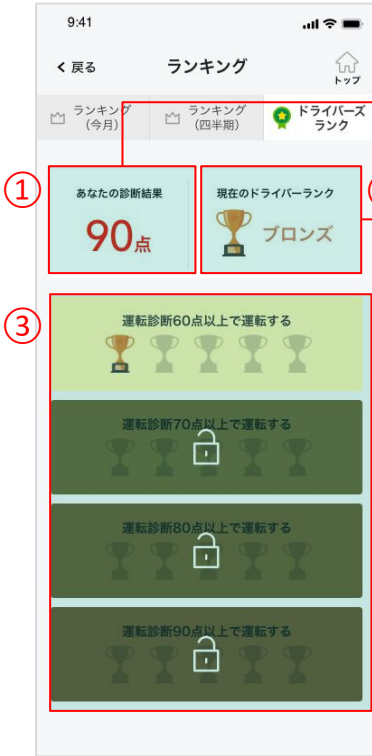 9:41
戻る
ランキング
トップ
ランキング
(今月)
ランキング
(四半期)
ドライバーズ
ランク
①
あなたの診断結果
90点
現在のドライバーランク
ブロンズ
③
運転診断60点以上で運転する
運転診断70点以上で運転する
運転診断80点以上で運転する
運転診断90点以上で運転する